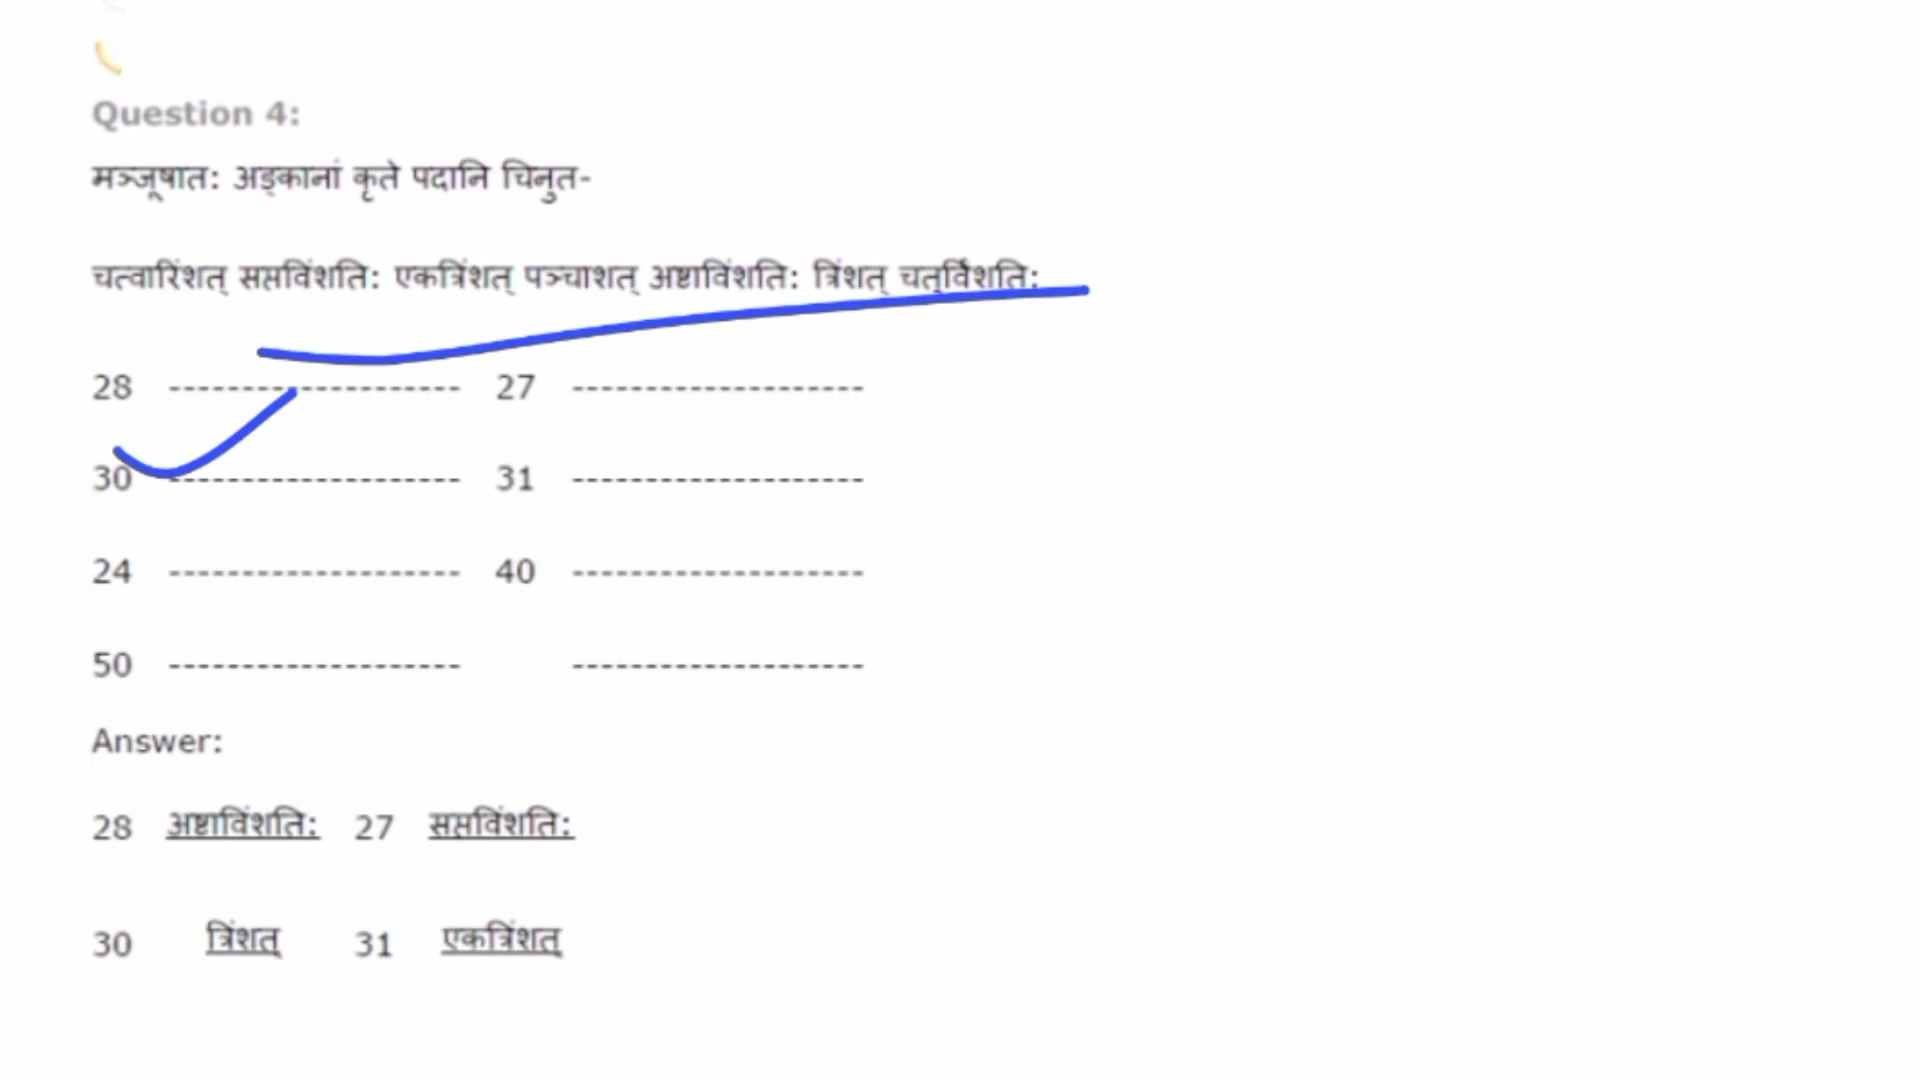 Question 4:
मञ्जूषात: अङ्कानां कृते पदानि चिनुत-
चत्वारिंशत् सप्तविंशति: एकत्रिंशत् पञ्चाशत् अष्टाविंशति: त्रिंशत् चतुर्विंशति:
28 -------------------- 27 --------------------
30 -------------------- 31 --------------------
24 -------------------- 40 --------------------
50 -------------------- --------------------
Answer:
28 अष्टाविंशति: 27 सप्तविंशति:
30 त्रिंशत् 31 एकत्रिंशत्